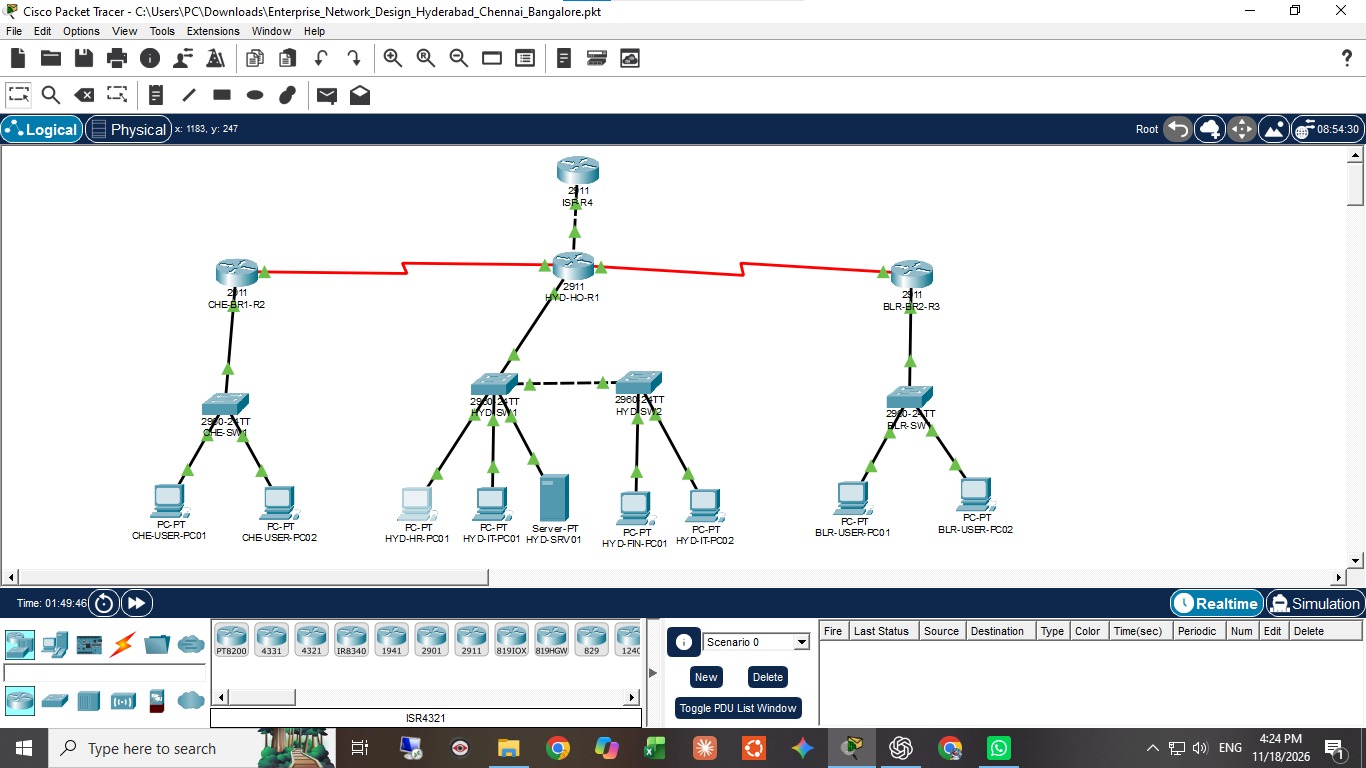 Cisco Packet Tracer - C:\Users\PC\Downloads\Enterprise_Network_Design_Hyderabad_Chennai_Bangalore.pkt
File Edit Options View Tools Extensions Window Help
Logical Physical x: 1183, y: 247 Root 08:54:30
2911
ISP-R4
2911
CHE-BR1-R2
2911
HYD-HO-R1
2911
BLR-BR2-R3
2960-24TT
CHE-SW1
2960-24TT
HYD-SW1
2960-24TT
HYD-SW2
2960-24TT
BLR-SW1
PC-PT
CHE-USER-PC01
PC-PT
CHE-USER-PC02
PC-PT
HYD-HR-PC01
PC-PT
HYD-IT-PC01
Server-PT
HYD-SRV01
PC-PT
HYD-FIN-PC01
PC-PT
HYD-IT-PC02
PC-PT
BLR-USER-PC01
PC-PT
BLR-USER-PC02
Time: 01:49:46 Realtime Simulation
PT8200 4331 4321 IR8340 1941 2901 2911 819IOX 819HGW 829 1240
ISR4321
Scenario 0
New Delete
Toggle PDU List Window
Fire Last Status Source Destination Type Color Time(sec) Periodic Num Edit Delete
Type here to search
ENG
4:24 PM
11/18/2026
1